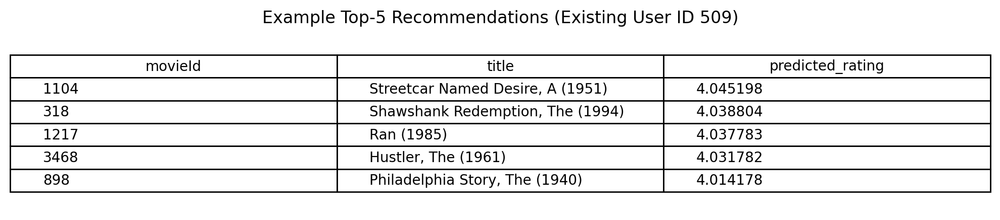 Example Top-5 Recommendations (Existing User ID 509)
movieId title predicted_rating
1104 Streetcar Named Desire, A (1951) 4.045198
318 Shawshank Redemption, The (1994) 4.038804
1217 Ran (1985) 4.037783
3468 Hustler, The (1961) 4.031782
898 Philadelphia Story, The (1940) 4.014178